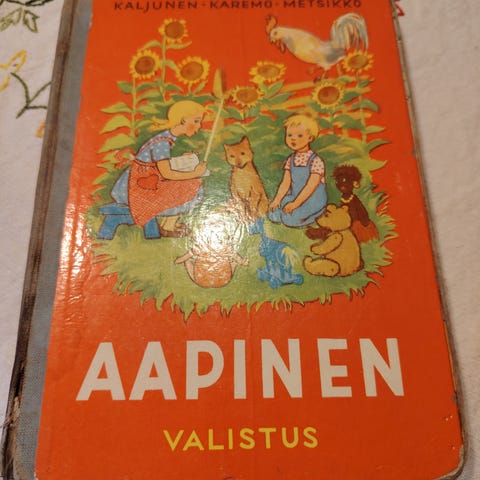 KALJUNEN · KAREMO · METSIKKÖ
AAPINEN
VALISTUS